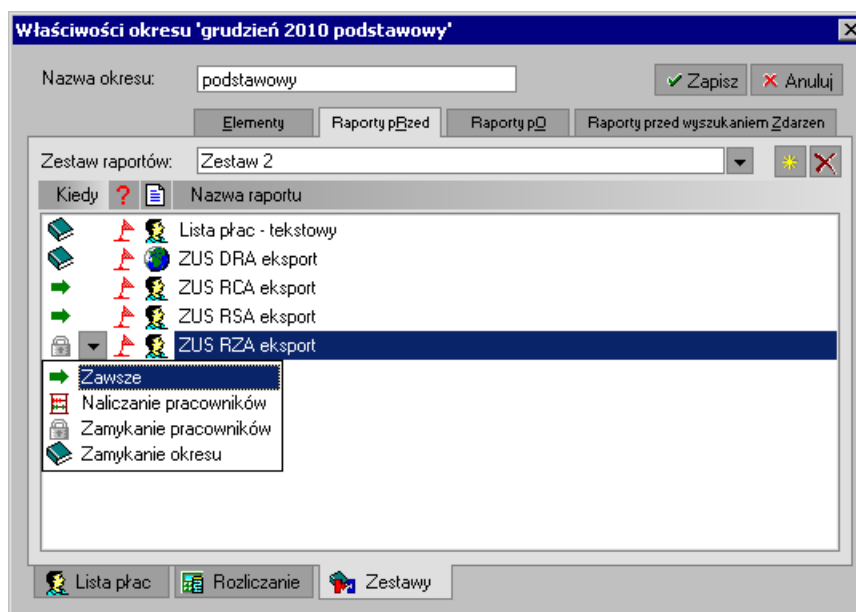 Właściwości okresu 'grudzień 2010 podstawowy'
Nazwa okresu: podstawowy Zapisz Anuluj
Elementy Raporty pRzed Raporty pO Raporty przed wyszukaniem Zdarzen
Zestaw raportów: Zestaw 2
Kiedy ? Nazwa raportu
Lista płac - tekstowy
ZUS DRA eksport
ZUS RCA eksport
ZUS RSA eksport
ZUS RZA eksport
Zawsze
Naliczanie pracowników
Zamykanie pracowników
Zamykanie okresu
Lista płac Rozliczanie Zestawy